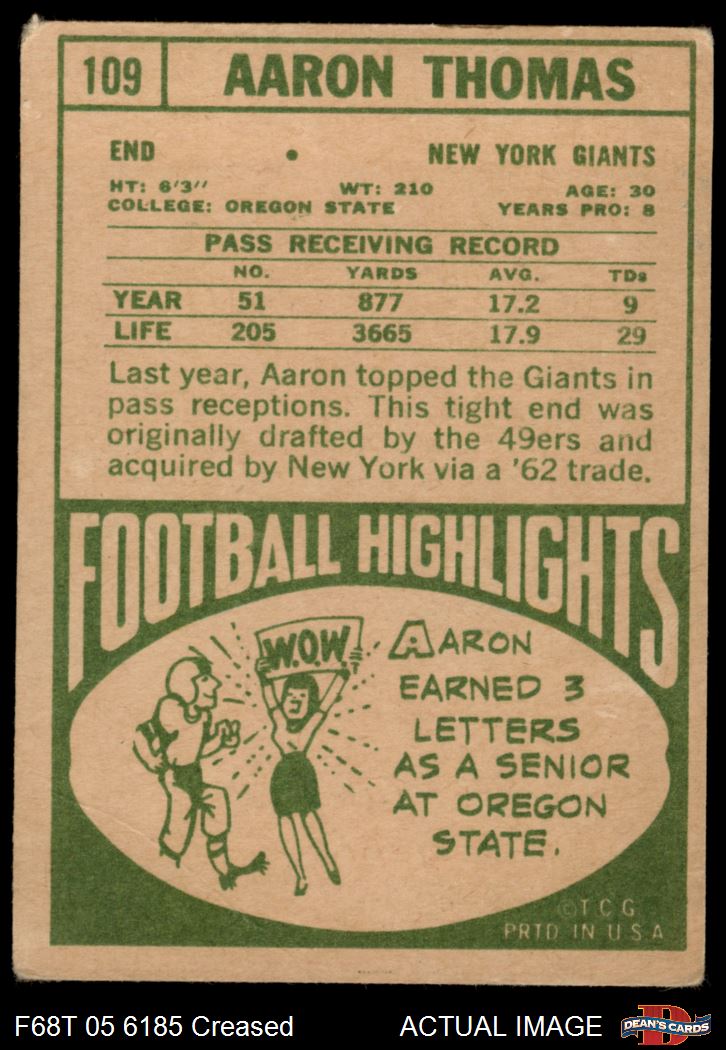 109 AARON THOMAS
END • NEW YORK GIANTS
HT: 6'3" WT: 210 AGE: 30
COLLEGE: OREGON STATE YEARS PRO: 8
PASS RECEIVING RECORD
NO. YARDS AVG. TDs
YEAR 51 877 17.2 9
LIFE 205 3665 17.9 29
Last year, Aaron topped the Giants in
pass receptions. This tight end was
originally drafted by the 49ers and
acquired by New York via a '62 trade.
FOOTBALL HIGHLIGHTS
W.O.W.
AARON
EARNED 3
LETTERS
AS A SENIOR
AT OREGON
STATE.
©T C G
PRTD IN U S A
F68T 05 6185 Creased ACTUAL IMAGE D DEAN'S CARDS